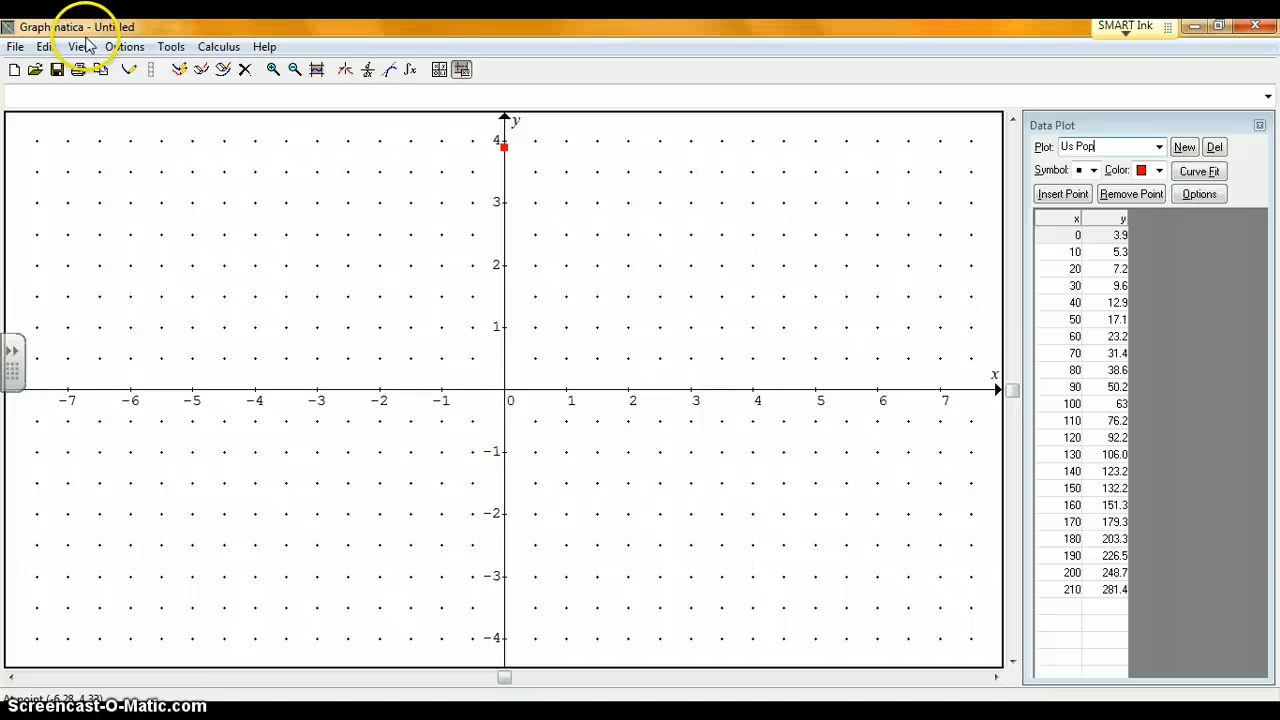 Graphmatica - Untitled
SMART Ink
File Edit View Options Tools Calculus Help
Data Plot
Plot: Us Pop New Del
Symbol: Color: Curve Fit
Insert Point Remove Point Options
x y
0 3.9
10 5.3
20 7.2
30 9.6
40 12.9
50 17.1
60 23.2
70 31.4
80 38.6
90 50.2
100 63
110 76.2
120 92.2
130 106.0
140 123.2
150 132.2
160 151.3
170 179.3
180 203.3
190 226.5
200 248.7
210 281.4
y
4
3
2
1
x
-7 -6 -5 -4 -3 -2 -1 0 1 2 3 4 5 6 7
-1
-2
-3
-4
At point (-6.28, 4.33)
Screencast-O-Matic.com